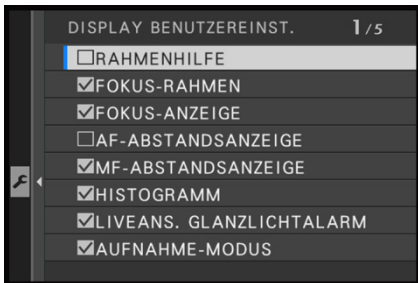 DISPLAY BENUTZEREINST. 1/5
☐RAHMENHILFE
☑FOKUS-RAHMEN
☑FOKUS-ANZEIGE
☐AF-ABSTANDSANZEIGE
☑MF-ABSTANDSANZEIGE
☑HISTOGRAMM
☑LIVEANS. GLANZLICHTALARM
☑AUFNAHME-MODUS